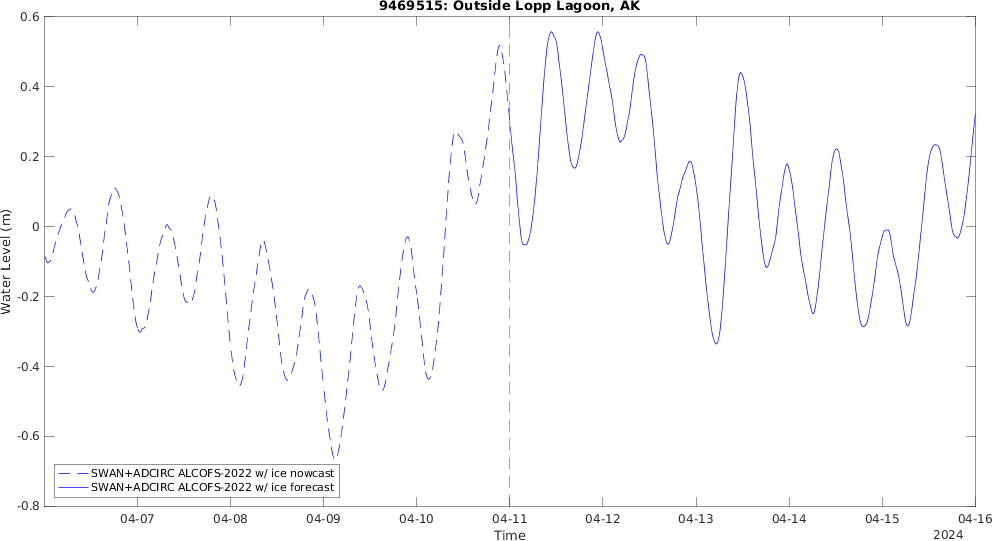 9469515: Outside Lopp Lagoon, AK
0.6
0.4
0.2
0
-0.2
-0.4
-0.6
-0.8
Water Level (m)
SWAN+ADCIRC ALCOFS-2022 w/ ice nowcast
SWAN+ADCIRC ALCOFS-2022 w/ ice forecast
04-07 04-08 04-09 04-10 04-11 04-12 04-13 04-14 04-15 04-16
Time
2024